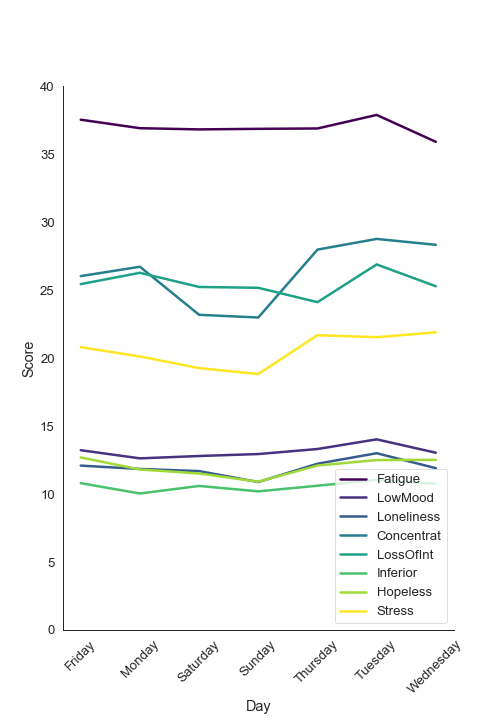 40
35
30
25
20
15
10
5
0
Score
Friday
Monday
Saturday
Sunday
Thursday
Tuesday
Wednesday
Day
Fatigue
LowMood
Loneliness
Concentrat
LossOfInt
Inferior
Hopeless
Stress